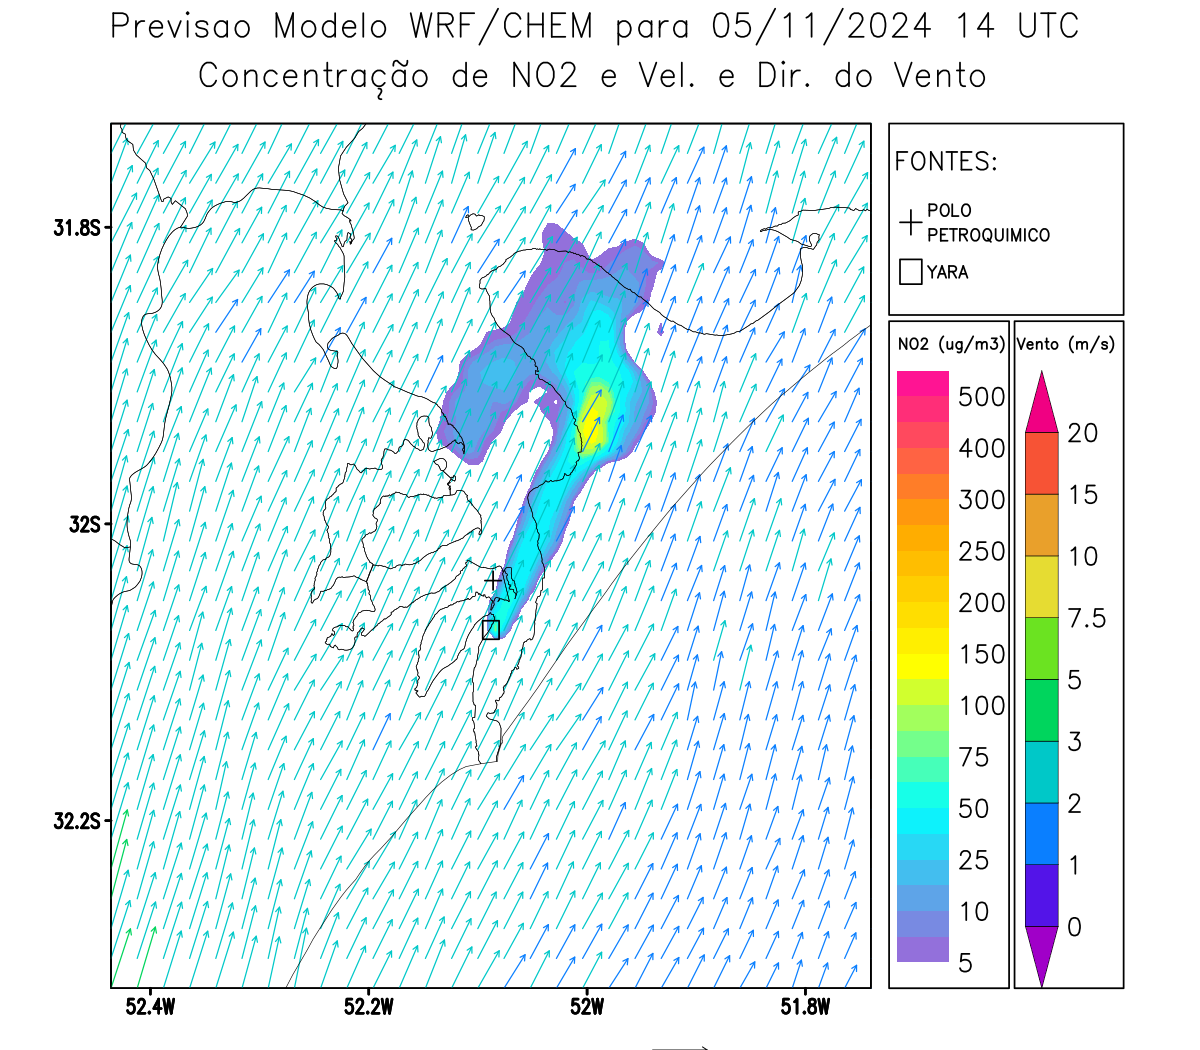 Previsao Modelo WRF/CHEM para 05/11/2024 14 UTC
Concentração de NO2 e Vel. e Dir. do Vento
FONTES:
POLO
PETROQUIMICO
YARA
31.8S
32S
32.2S
52.4W
52.2W
52W
51.8W
NO2 (ug/m3)
500
400
300
250
200
150
100
75
50
25
10
5
Vento (m/s)
20
15
10
7.5
5
3
2
1
0